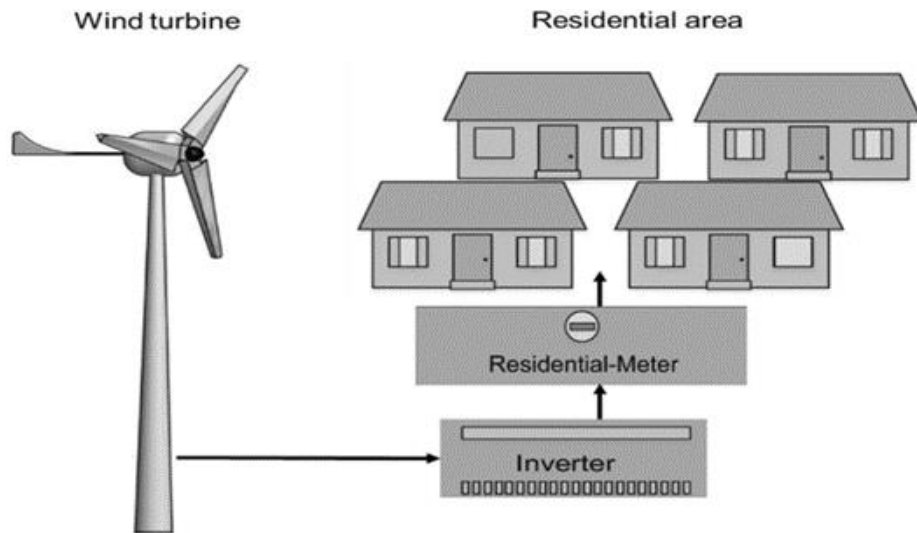 Wind turbine
Residential area
Residential-Meter
Inverter